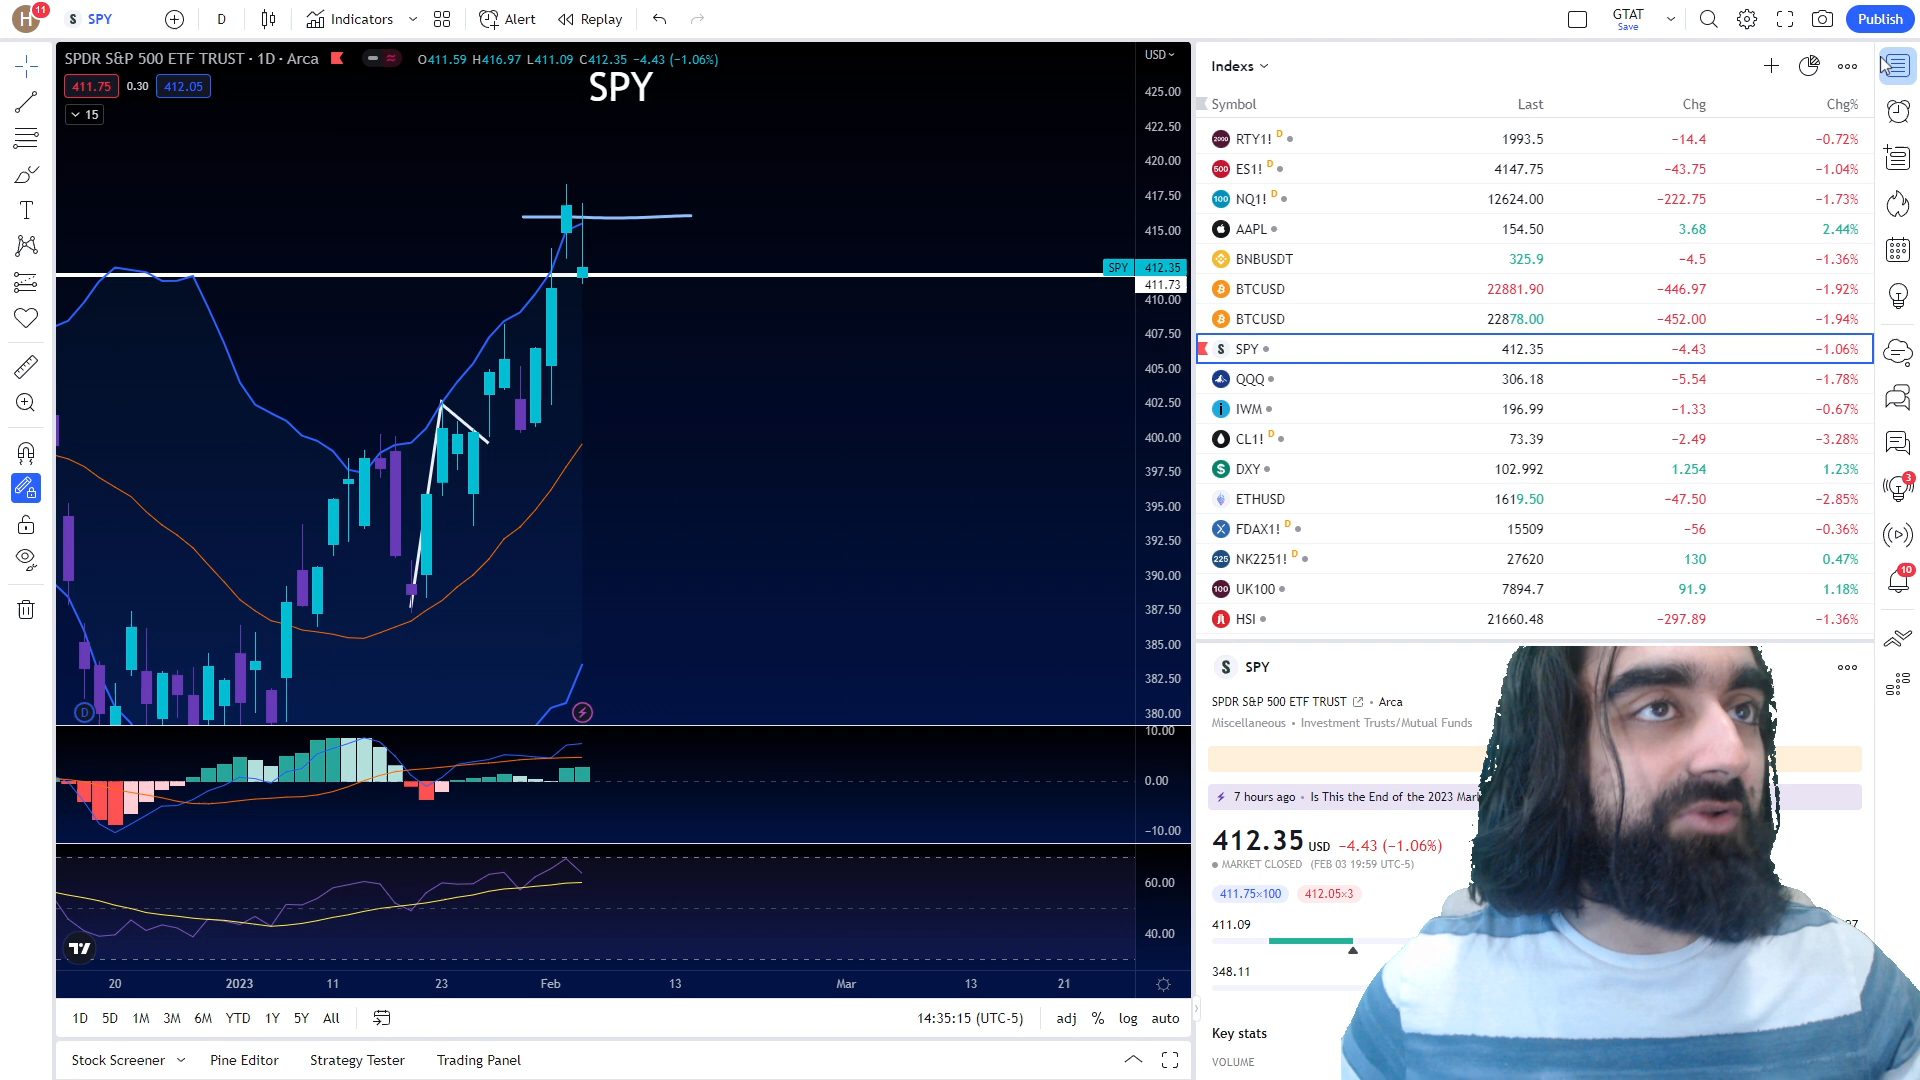 H 11 S SPY D Indicators Alert Replay GTAT Save Publish
SPDR S&P 500 ETF TRUST · 1D · Arca O411.59 H416.97 L411.09 C412.35 −4.43 (−1.06%) USD
SPY
411.75 0.30 412.05
15
425.00
422.50
420.00
417.50
415.00
SPY 412.35
411.73
410.00
407.50
405.00
402.50
400.00
397.50
395.00
392.50
390.00
387.50
385.00
382.50
380.00
D
10.00
0.00
−10.00
60.00
40.00
20 2023 11 23 Feb 13 Mar 13 21
1D 5D 1M 3M 6M YTD 1Y 5Y All 14:35:15 (UTC-5) adj % log auto
Stock Screener Pine Editor Strategy Tester Trading Panel
Indexs
Symbol Last Chg Chg%
2000 RTY1! D 1993.5 −14.4 −0.72%
500 ES1! D 4147.75 −43.75 −1.04%
100 NQ1! D 12624.00 −222.75 −1.73%
AAPL 154.50 3.68 2.44%
BNBUSDT 325.9 −4.5 −1.36%
BTCUSD 22881.90 −446.97 −1.92%
BTCUSD 22878.00 −452.00 −1.94%
S SPY 412.35 −4.43 −1.06%
QQQ 306.18 −5.54 −1.78%
i IWM 196.99 −1.33 −0.67%
CL1! D 73.39 −2.49 −3.28%
$ DXY 102.992 1.254 1.23%
ETHUSD 1619.50 −47.50 −2.85%
X FDAX1! D 15509 −56 −0.36%
225 NK2251! D 27620 130 0.47%
100 UK100 7894.7 91.9 1.18%
HSI 21660.48 −297.89 −1.36%
S SPY
SPDR S&P 500 ETF TRUST • Arca
Miscellaneous • Investment Trusts/Mutual Funds
7 hours ago • Is This the End of the 2023
412.35 USD −4.43 (−1.06%)
MARKET CLOSED (FEB 03 19:59 UTC-5)
411.75×100 412.05×3
411.09
348.11
Key stats
VOLUME
3
10